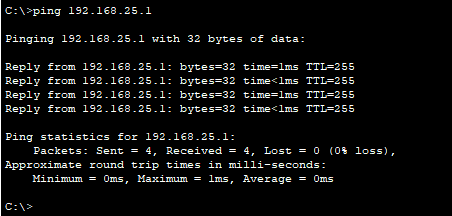 C:\>ping 192.168.25.1
Pinging 192.168.25.1 with 32 bytes of data:
Reply from 192.168.25.1: bytes=32 time=1ms TTL=255
Reply from 192.168.25.1: bytes=32 time<1ms TTL=255
Reply from 192.168.25.1: bytes=32 time=1ms TTL=255
Reply from 192.168.25.1: bytes=32 time<1ms TTL=255
Ping statistics for 192.168.25.1:
Packets: Sent = 4, Received = 4, Lost = 0 (0% loss),
Approximate round trip times in milli-seconds:
Minimum = 0ms, Maximum = 1ms, Average = 0ms
C:\>